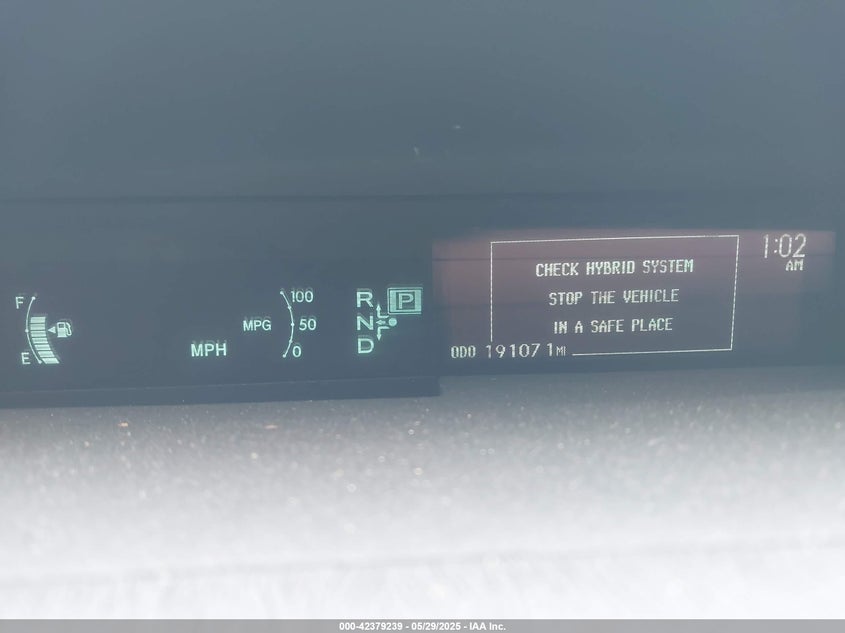 F
E
MPH
MPG
100
50
0
R
N
D
P
CHECK HYBRID SYSTEM
STOP THE VEHICLE
IN A SAFE PLACE
ODO 191071 MI
1:02
AM
000-42379239 - 05/29/2025 - IAA Inc.